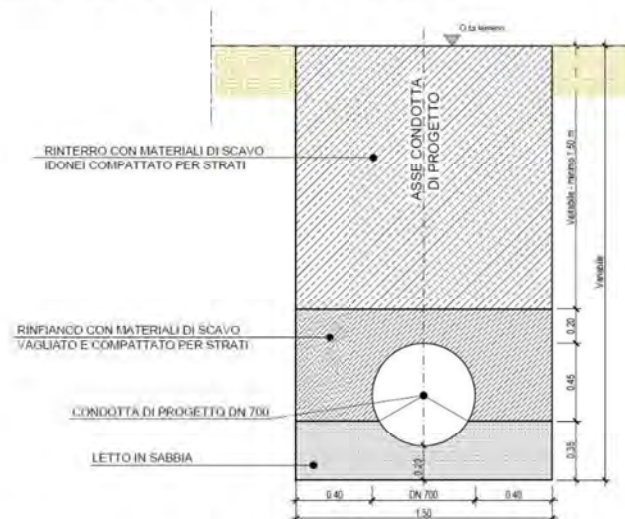 Q.ta terreno
RINTERRO CON MATERIALI DI SCAVO
IDONEI COMPATTATO PER STRATI
ASSE CONDOTTA
DI PROGETTO
Variabile - minimo 1,50 m
Variabile
RINFIANCO CON MATERIALI DI SCAVO
VAGLIATO E COMPATTATO PER STRATI
0.20
0.45
CONDOTTA DI PROGETTO DN 700
LETTO IN SABBIA
0.20
0.35
0.40
DN 700
0.40
1.50